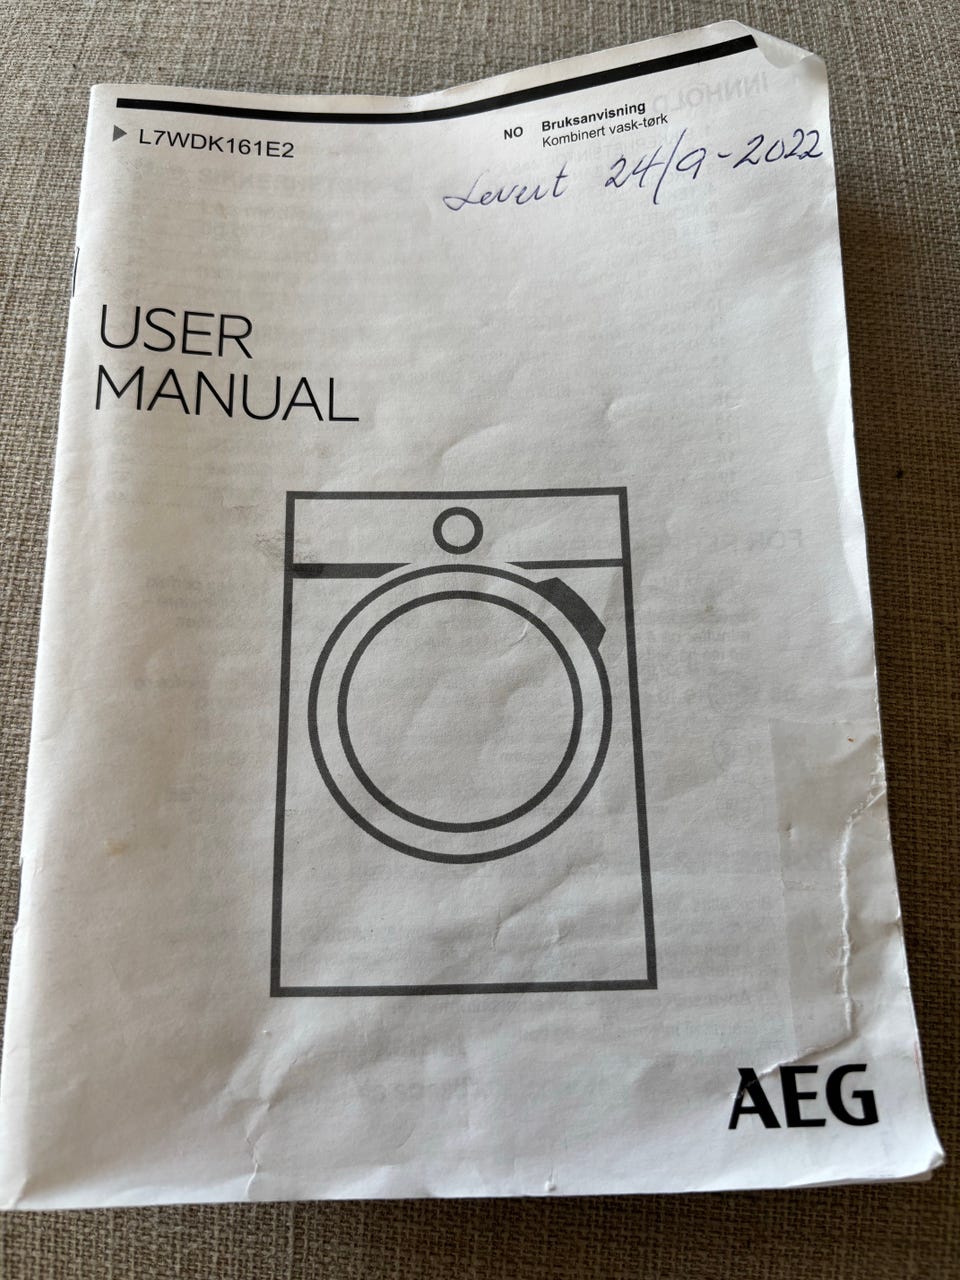 L7WDK161E2
NO Bruksanvisning
Kombinert vask-tørk
Levert 24/9-2022
USER
MANUAL
AEG